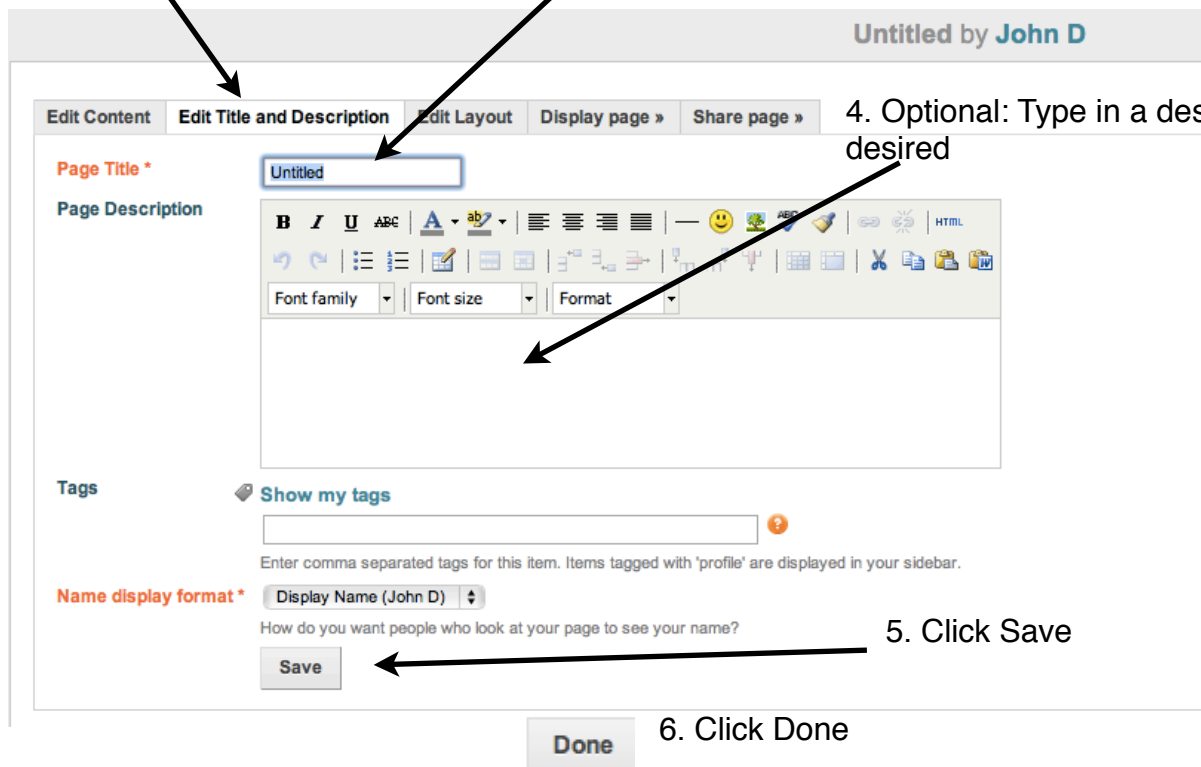 Untitled by John D
Edit Content Edit Title and Description Edit Layout Display page » Share page »
4. Optional: Type in a des
desired
Page Title *
Untitled
Page Description
B I U ABC A ab ABC HTML
Font family Font size Format
Tags
Show my tags
Enter comma separated tags for this item. Items tagged with 'profile' are displayed in your sidebar.
Name display format *
Display Name (John D)
How do you want people who look at your page to see your name?
5. Click Save
Save
Done
6. Click Done